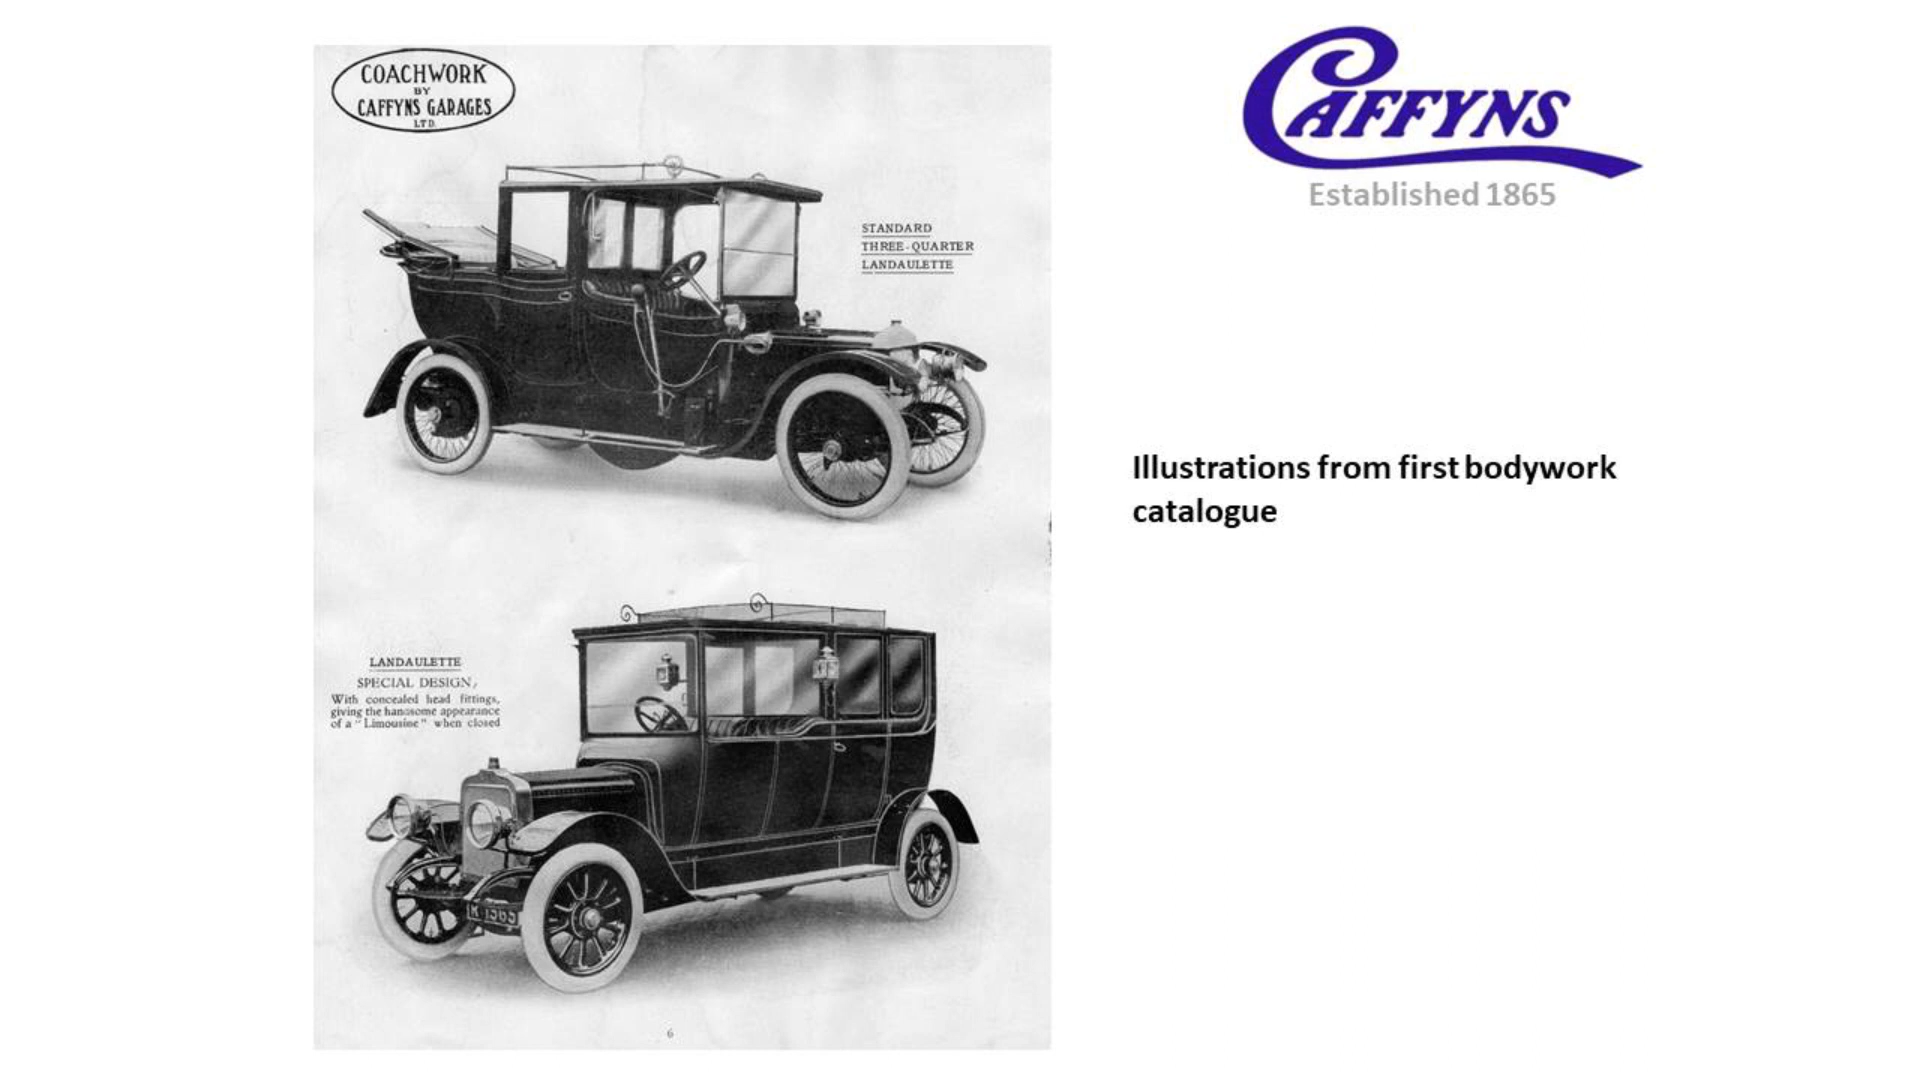 COACHWORK
BY
CAFFYNS GARAGES
LTD.
STANDARD
THREE-QUARTER
LANDAULETTE
LANDAULETTE
SPECIAL DESIGN,
With concealed head fittings,
giving the handsome appearance
of a "Limousine" when closed
6
CAFFYNS
Established 1865
Illustrations from first bodywork
catalogue